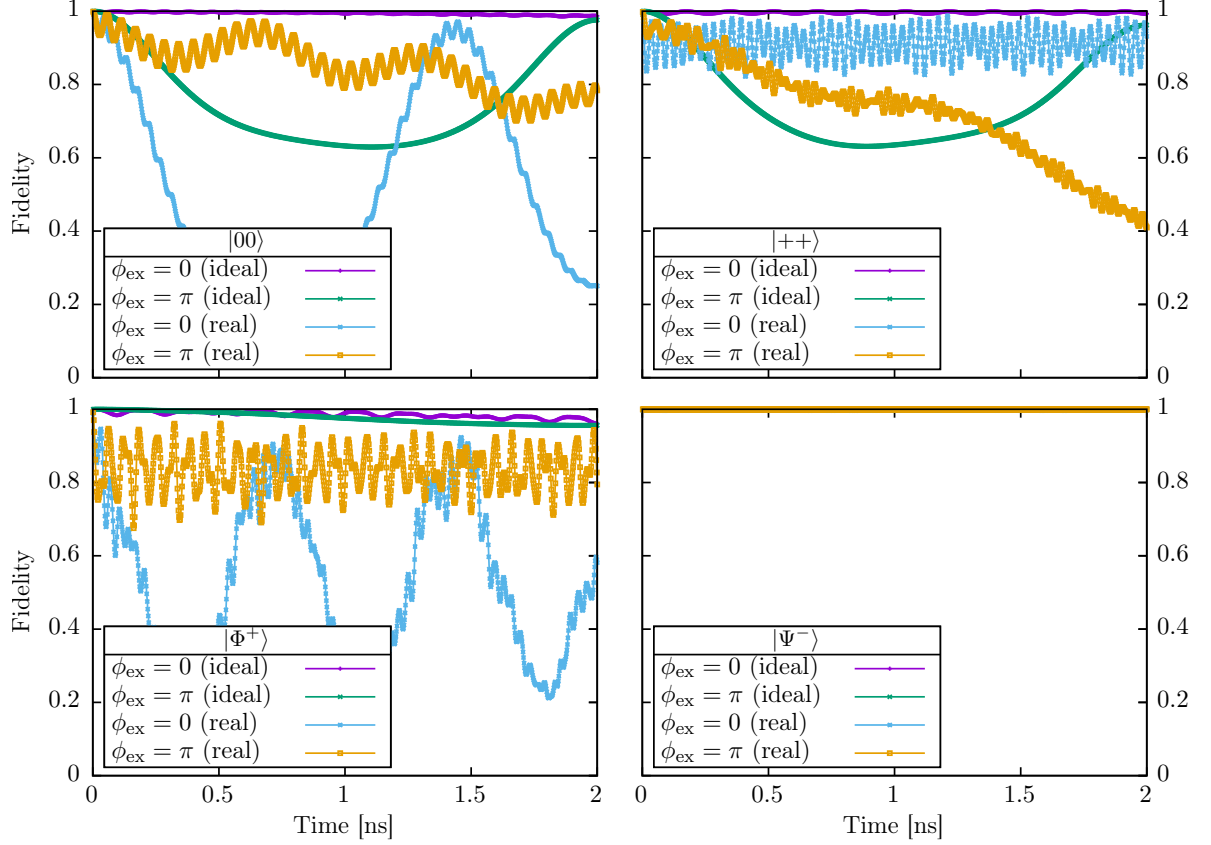 1
0.8
0.6
0.4
0.2
0
Fidelity
|00⟩
ϕex = 0 (ideal)
ϕex = π (ideal)
ϕex = 0 (real)
ϕex = π (real)
1
0.8
0.6
0.4
0.2
0
0.5
1
1.5
2
|++⟩
ϕex = 0 (ideal)
ϕex = π (ideal)
ϕex = 0 (real)
ϕex = π (real)
1
0.8
0.6
0.4
0.2
0
Fidelity
|Φ⁺⟩
ϕex = 0 (ideal)
ϕex = π (ideal)
ϕex = 0 (real)
ϕex = π (real)
0
0.5
1
1.5
2
Time [ns]
|Ψ⁻⟩
ϕex = 0 (ideal)
ϕex = π (ideal)
ϕex = 0 (real)
ϕex = π (real)
1
0.8
0.6
0.4
0.2
0
0.5
1
1.5
2
Time [ns]